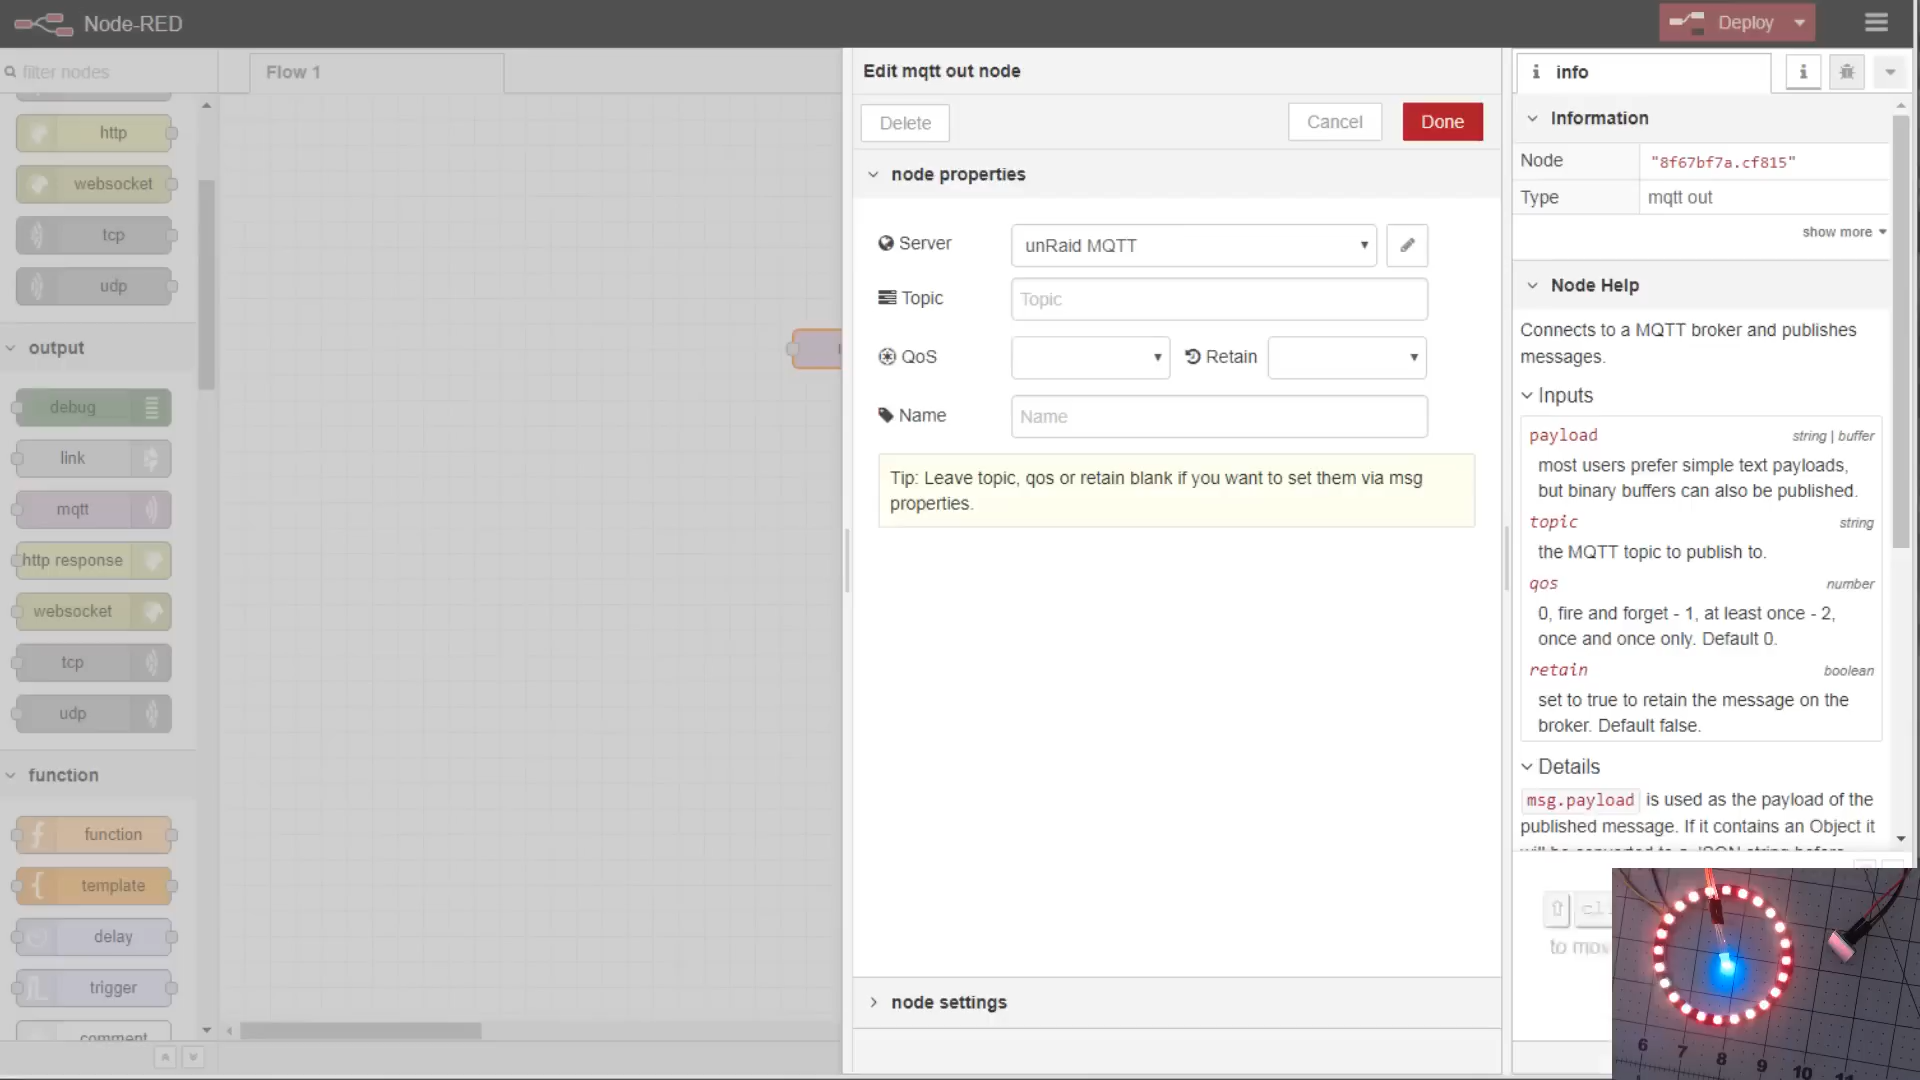 Node-RED
Deploy
filter nodes
http
websocket
tcp
udp
output
debug
link
mqtt
http response
websocket
tcp
udp
function
function
template
delay
trigger
comment
Flow 1
Edit mqtt out node
Delete
Cancel
Done
node properties
Server
unRaid MQTT
Topic
Topic
QoS
Retain
Name
Name
Tip: Leave topic, qos or retain blank if you want to set them via msg
properties.
node settings
info
Information
Node
"8f67bf7a.cf815"
Type
mqtt out
show more
Node Help
Connects to a MQTT broker and publishes
messages.
Inputs
payload
string | buffer
most users prefer simple text payloads,
but binary buffers can also be published.
topic
string
the MQTT topic to publish to.
qos
number
0, fire and forget - 1, at least once - 2,
once and once only. Default 0.
retain
boolean
set to true to retain the message on the
broker. Default false.
Details
msg.payload is used as the payload of the
published message. If it contains an Object it
to
6 7 8 9 10